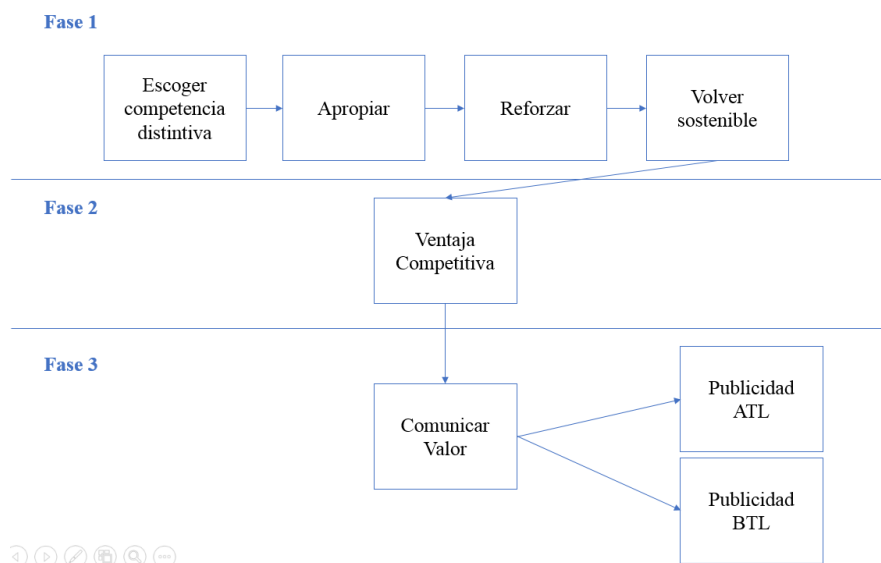 Fase 1
Escoger
competencia
distintiva
Apropiar
Reforzar
Volver
sostenible
Fase 2
Ventaja
Competitiva
Fase 3
Comunicar
Valor
Publicidad
ATL
Publicidad
BTL